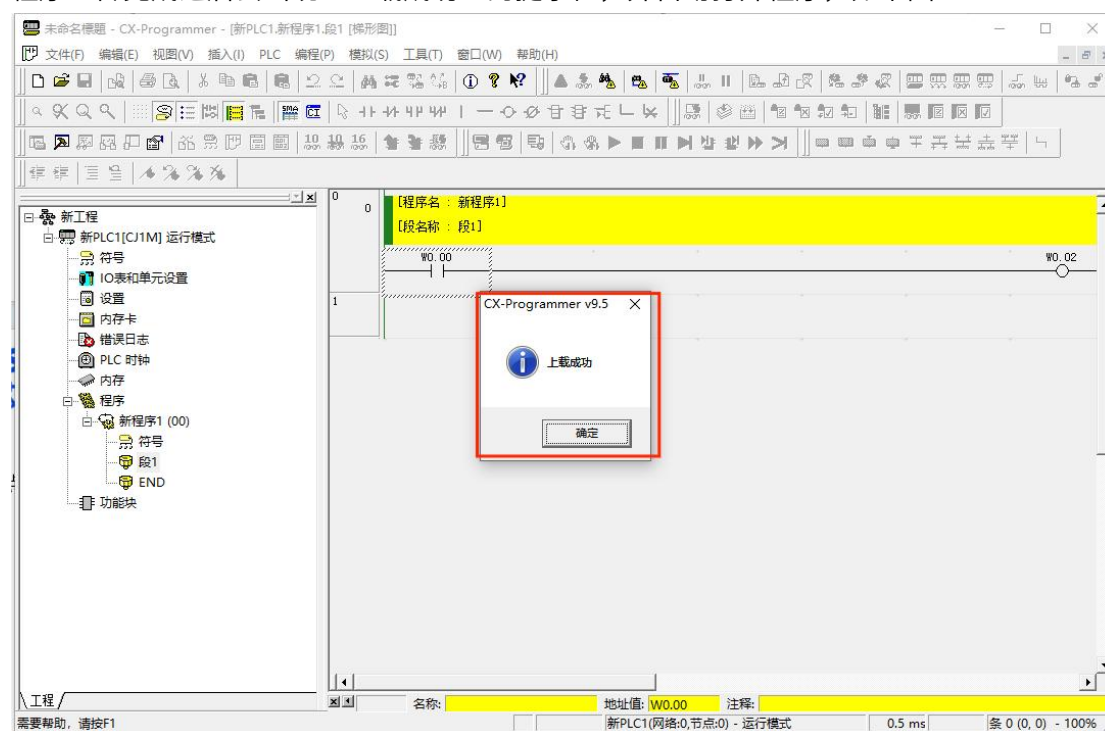 未命名標題 - CX-Programmer - [新PLC1.新程序1.段1 [梯形图]]
文件(F) 编辑(E) 视图(V) 插入(I) PLC 编程(P) 模拟(S) 工具(T) 窗口(W) 帮助(H)
新工程
新PLC1[CJ1M] 运行模式
符号
IO表和单元设置
设置
内存卡
错误日志
PLC 时钟
内存
程序
新程序1 (00)
符号
段1
END
功能块
0
0
[程序名 : 新程序1]
[段名称 : 段1]
W0.00
W0.02
1
CX-Programmer v9.5
上载成功
确定
工程
名称:
地址值: W0.00
注释:
需要帮助, 请按F1
新PLC1(网络:0,节点:0) - 运行模式
0.5 ms
条 0 (0, 0) - 100%